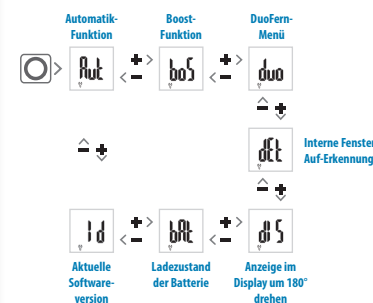 Automatik-
Funktion
Boost-
Funktion
DuoFern-
Menü
Aut
boS
duo
dEt
Interne Fenster
Auf-Erkennung
Id
bAt
diS
Aktuelle
Software-
version
Ladezustand
der Batterie
Anzeige im
Display um 180°
drehen